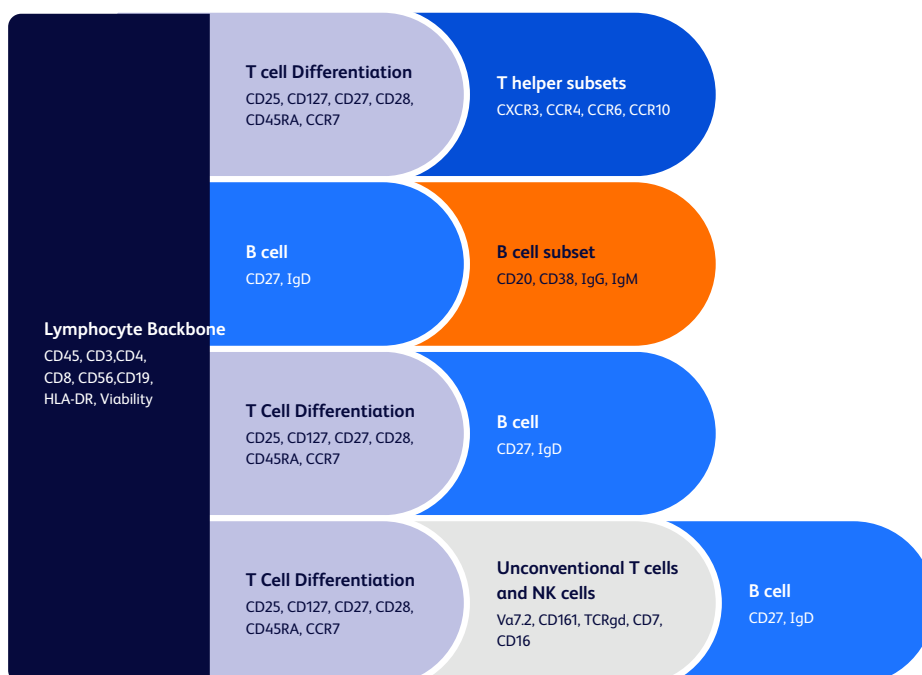 Lymphocyte Backbone
CD45, CD3,CD4,
CD8, CD56,CD19,
HLA-DR, Viability
T cell Differentiation
CD25, CD127, CD27, CD28,
CD45RA, CCR7
T helper subsets
CXCR3, CCR4, CCR6, CCR10
B cell
CD27, IgD
B cell subset
CD20, CD38, IgG, IgM
T Cell Differentiation
CD25, CD127, CD27, CD28,
CD45RA, CCR7
B cell
CD27, IgD
T Cell Differentiation
CD25, CD127, CD27, CD28,
CD45RA, CCR7
Unconventional T cells
and NK cells
Va7.2, CD161, TCRgd, CD7,
CD16
B cell
CD27, IgD